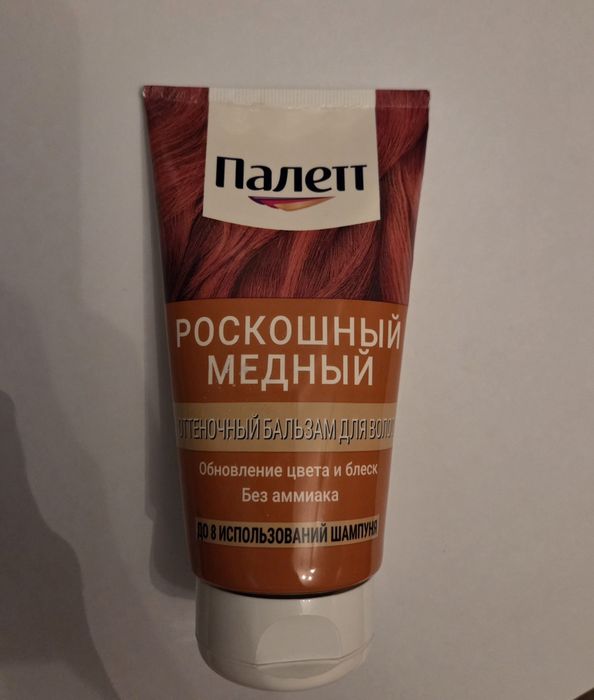 Палетт
РОСКОШНЫЙ
МЕДНЫЙ
ОТТЕНОЧНЫЙ БАЛЬЗАМ ДЛЯ ВОЛОС
Обновление цвета и блеск
Без аммиака
ДО 8 ИСПОЛЬЗОВАНИЙ ШАМПУНЯ